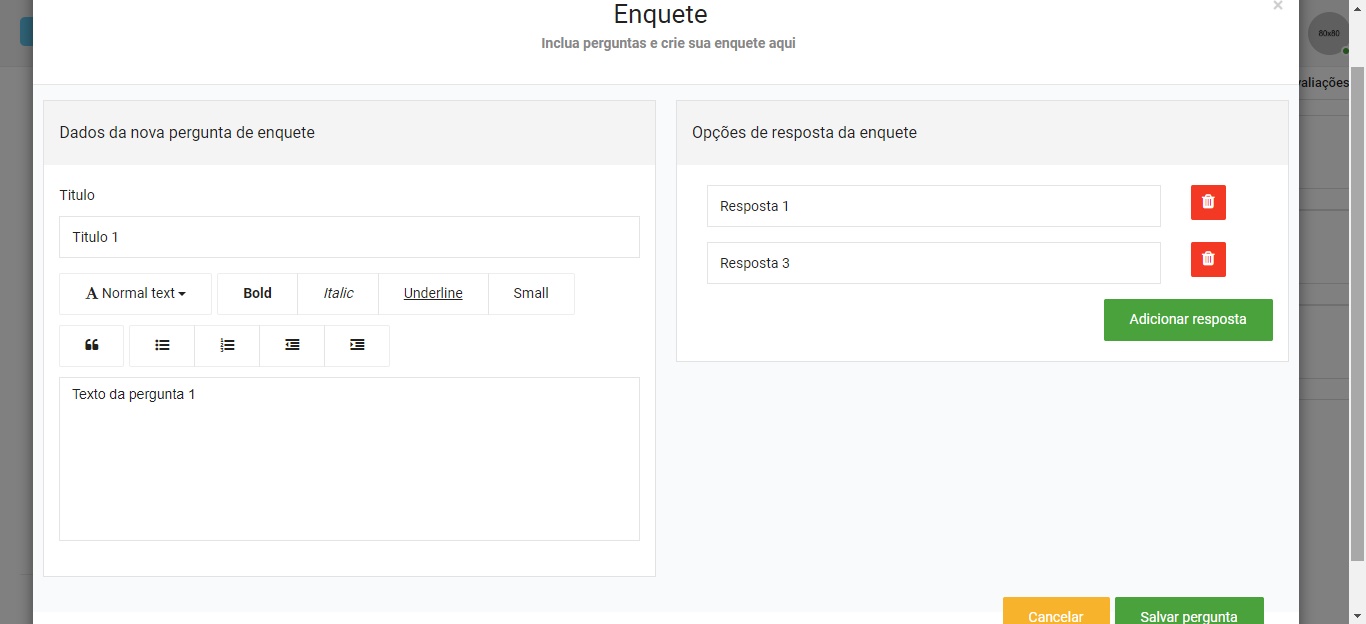 Enquete
×
Inclua perguntas e crie sua enquete aqui
80x80
valiações
Dados da nova pergunta de enquete
Titulo
Titulo 1
A Normal text
Bold
Italic
Underline
Small
Texto da pergunta 1
Opções de resposta da enquete
Resposta 1
Resposta 3
Adicionar resposta
Cancelar
Salvar pergunta